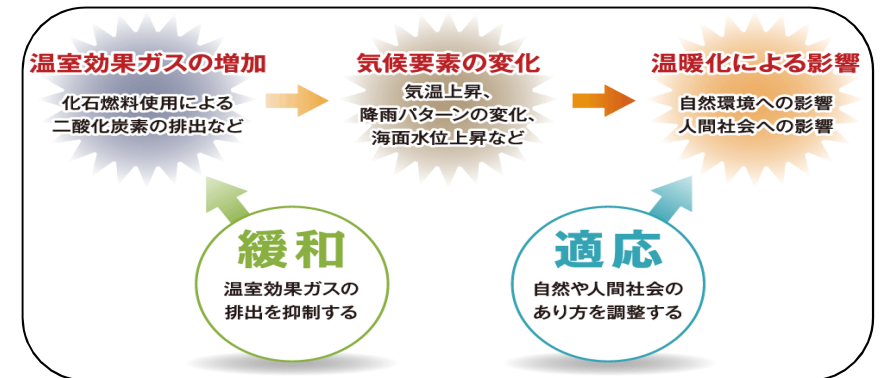 温室効果ガスの増加
化石燃料使用による
二酸化炭素の排出など
気候要素の変化
気温上昇、
降雨パターンの変化、
海面水位上昇など
温暖化による影響
自然環境への影響
人間社会への影響
緩和
温室効果ガスの
排出を抑制する
適応
自然や人間社会の
あり方を調整する